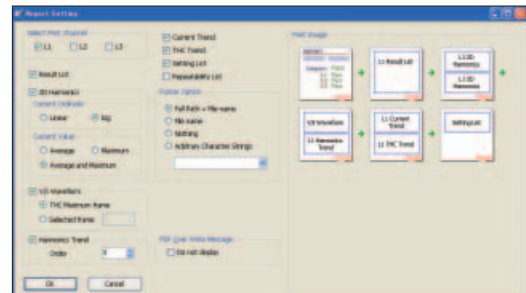 Report Setting
Select Print Channel
L1
L2
L3
Result List
2D Harmonics
Current Ordinate
Linear
log
Current Value
Average
Maximum
Average and Maximum
V/I Waveform
THC Maximum frame
Selected frame
Harmonics Trend
Order
OK
Cancel
Current Trend
THC Trend
Setting List
Repeatability List
Footer Option
Full Path + File name
File name
Nothing
Arbitrary Character Strings
PDF Over Write Message
Do not display
Print Image
L1 Result List
L1 2D
Harmonics
L1 2D
Harmonics
V/I Waveform
L1 Harmonics
Trend
L1 Current
Trend
L1 THC Trend
Setting List